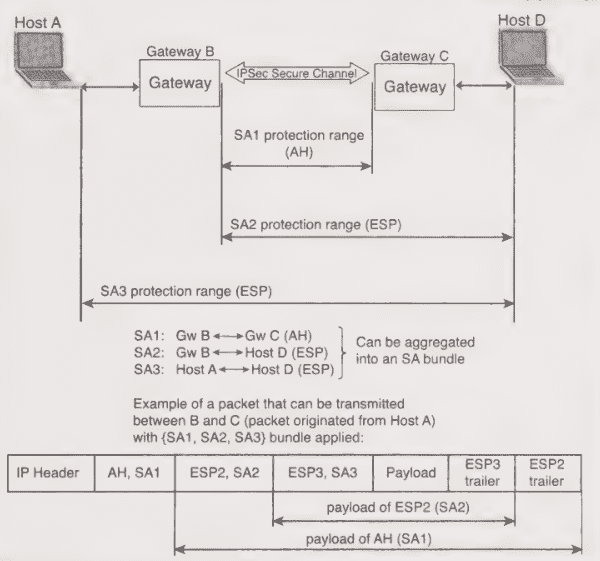 Host A
Host D
Gateway B
Gateway C
Gateway
IPSec Secure Channel
Gateway
SA1 protection range
(AH)
SA2 protection range (ESP)
SA3 protection range (ESP)
SA1: Gw B ←→ Gw C (AH)
SA2: Gw B ←→ Host D (ESP)
SA3: Host A ←→ Host D (ESP)
Can be aggregated
into an SA bundle
Example of a packet that can be transmitted
between B and C (packet originated from Host A)
with {SA1, SA2, SA3} bundle applied:
IP Header
AH, SA1
ESP2, SA2
ESP3, SA3
Payload
ESP3
trailer
ESP2
trailer
payload of ESP2 (SA2)
payload of AH (SA1)